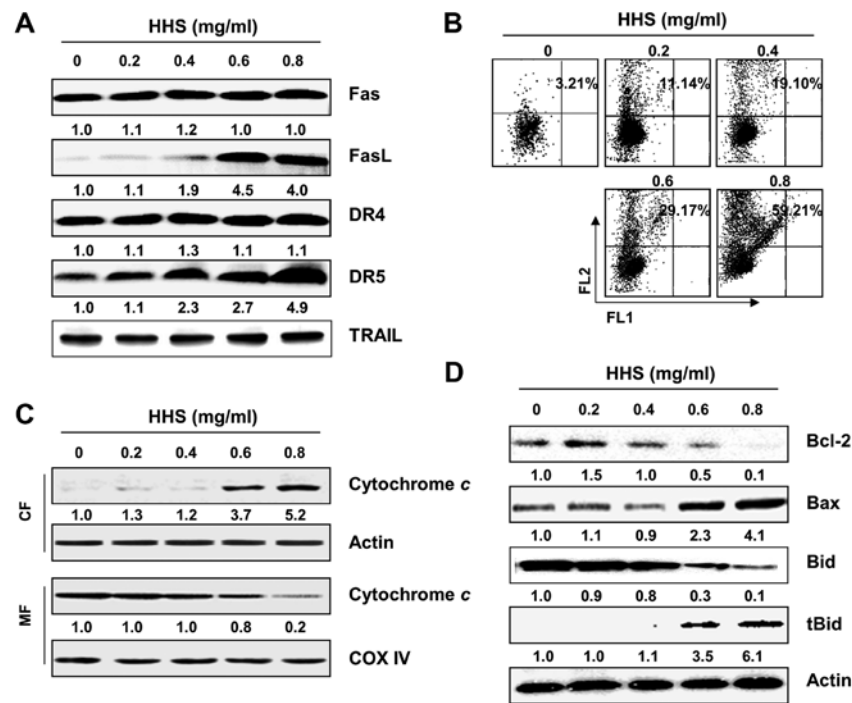 A
HHS (mg/ml)
0 0.2 0.4 0.6 0.8
Fas
1.0 1.1 1.2 1.0 1.0
FasL
1.0 1.1 1.9 4.5 4.0
DR4
1.0 1.1 1.3 1.1 1.1
DR5
1.0 1.1 2.3 2.7 4.9
TRAIL
B
HHS (mg/ml)
0 0.2 0.4
3.21% 11.14% 19.10%
0.6 0.8
29.17% 59.21%
FL2
FL1
C
HHS (mg/ml)
0 0.2 0.4 0.6 0.8
CF
Cytochrome c
1.0 1.3 1.2 3.7 5.2
Actin
MF
Cytochrome c
1.0 1.0 1.0 0.8 0.2
COX IV
D
HHS (mg/ml)
0 0.2 0.4 0.6 0.8
Bcl-2
1.0 1.5 1.0 0.5 0.1
Bax
1.0 1.1 0.9 2.3 4.1
Bid
1.0 0.9 0.8 0.3 0.1
tBid
1.0 1.0 1.1 3.5 6.1
Actin